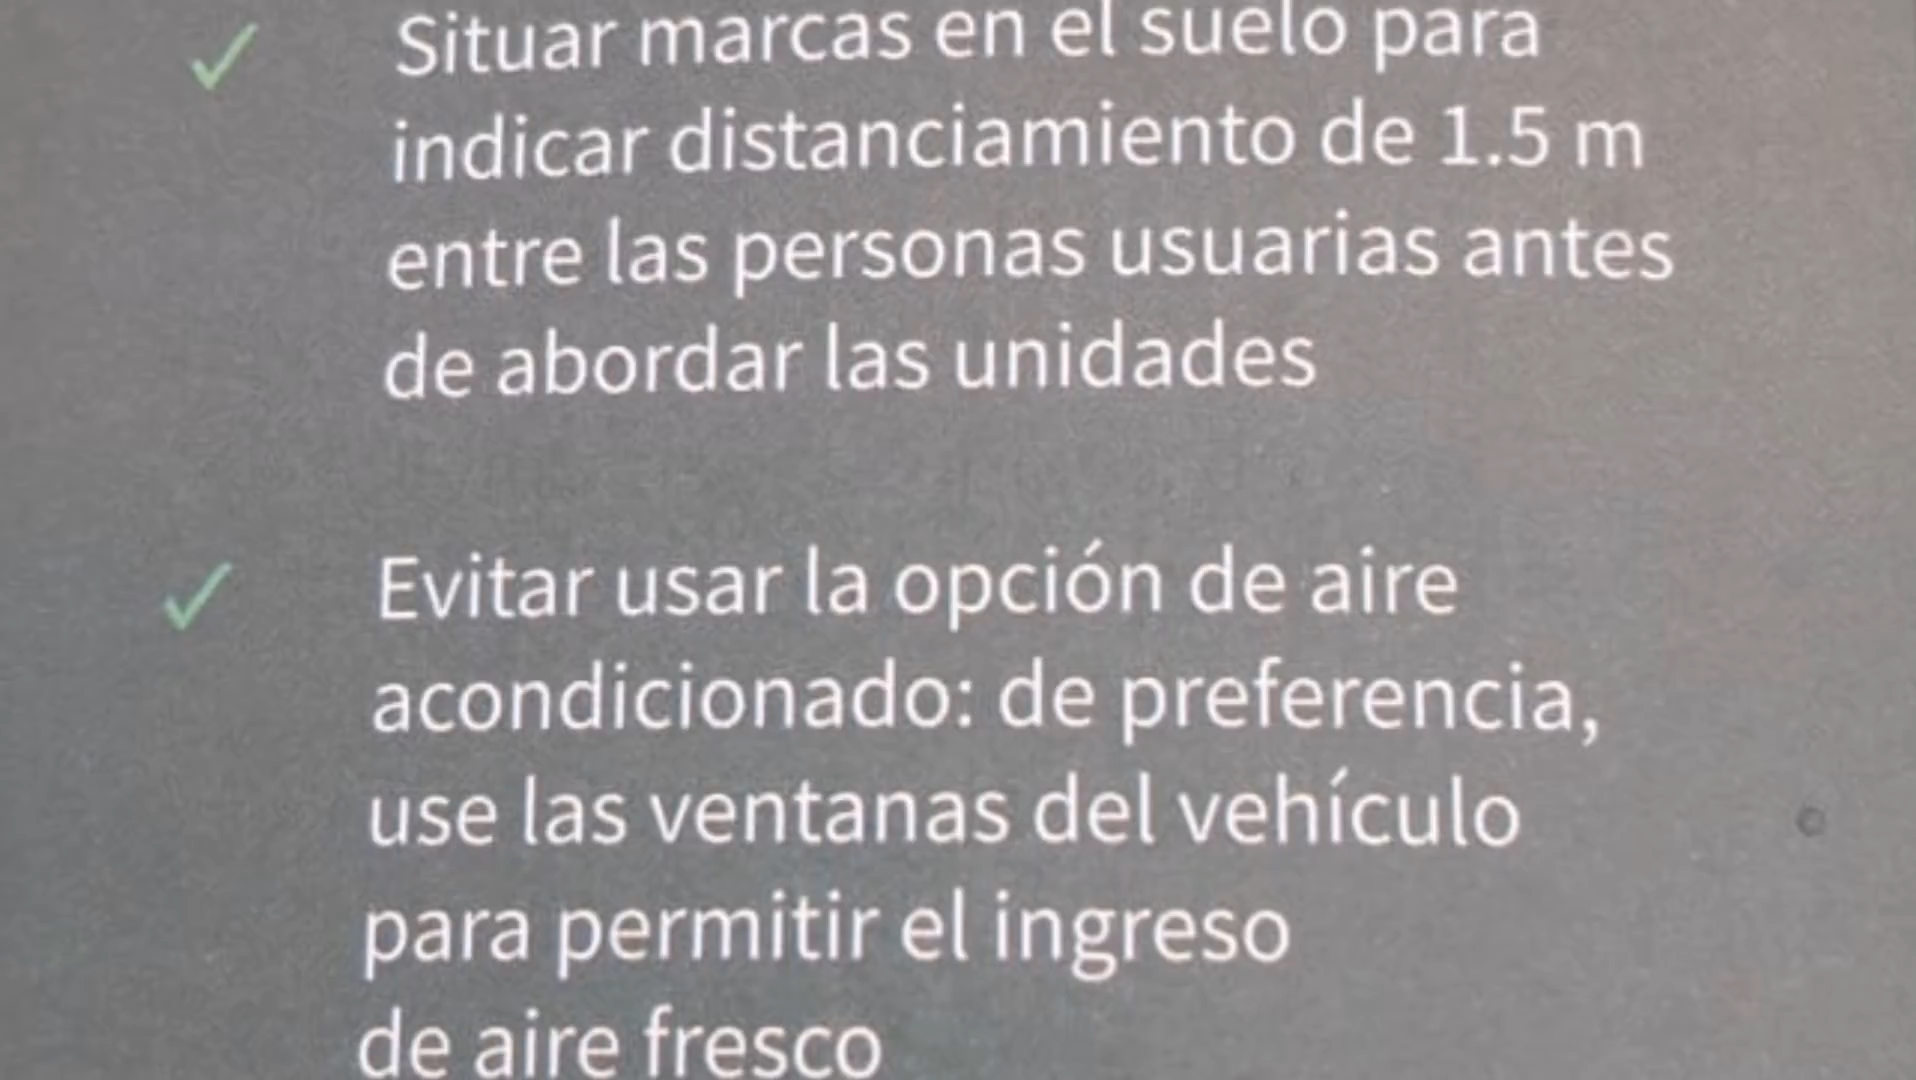 Situar marcas en el suelo para
indicar distanciamiento de 1.5 m
entre las personas usuarias antes
de abordar las unidades
Evitar usar la opción de aire
acondicionado: de preferencia,
use las ventanas del vehículo
para permitir el ingreso
de aire fresco